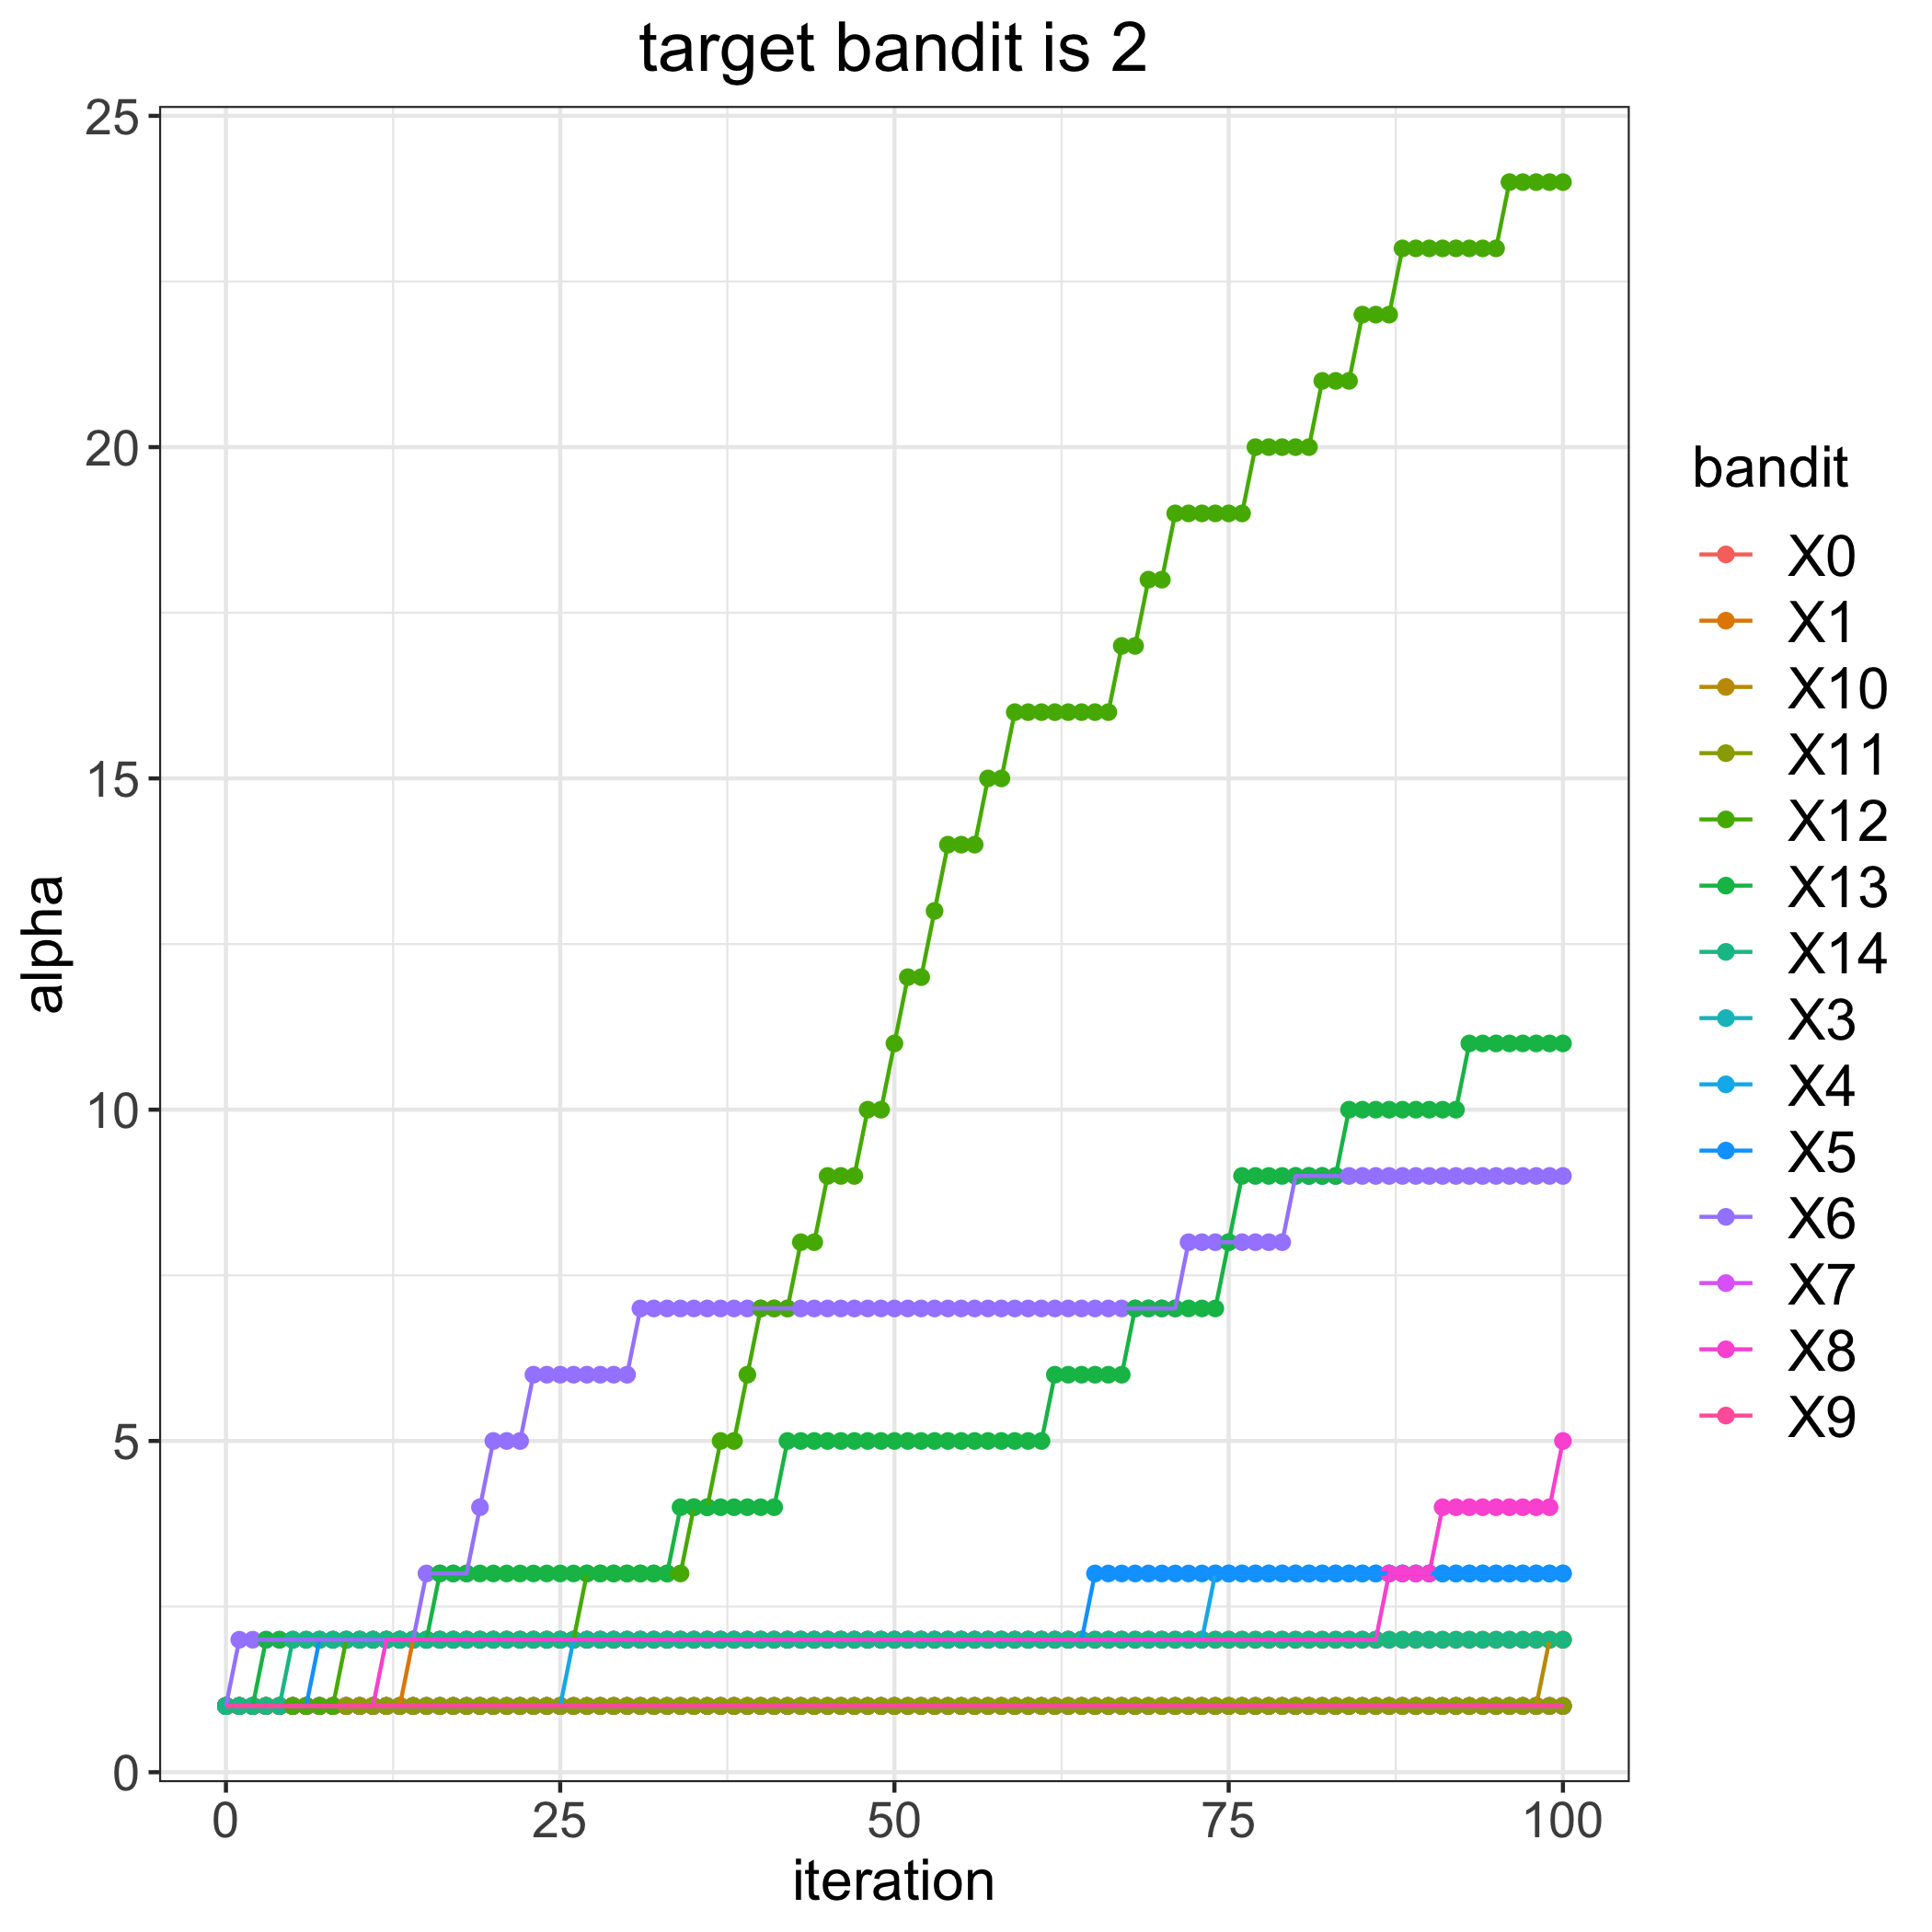 target bandit is 2
25
20
15
10
5
0
alpha
0 25 50 75 100
iteration
bandit
X0
X1
X10
X11
X12
X13
X14
X3
X4
X5
X6
X7
X8
X9